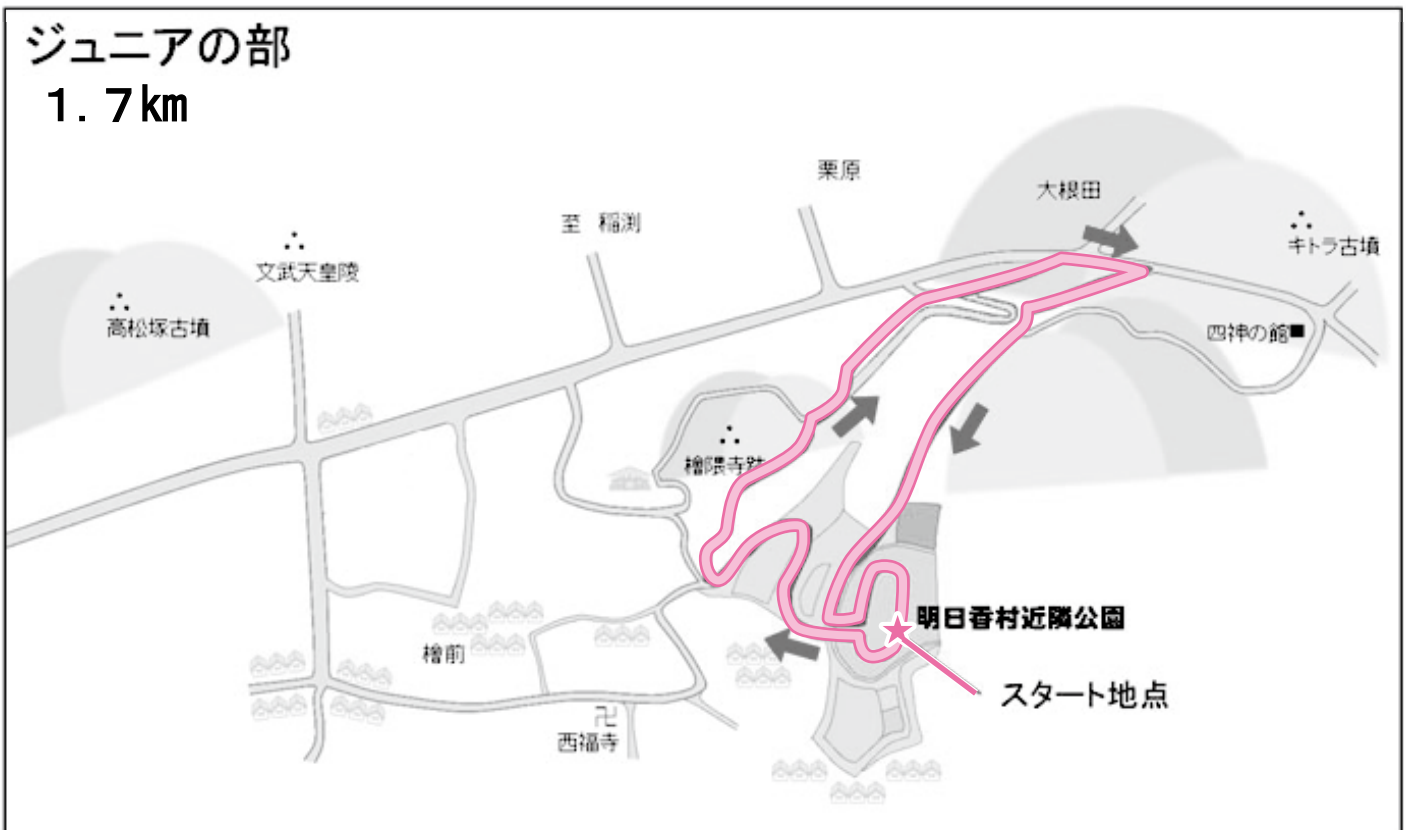 ジュニアの部
1.7km
栗原
大根田
至 稲渕
キトラ古墳
文武天皇陵
高松塚古墳
四神の館
檜隈寺跡
明日香村近隣公園
檜前
スタート地点
西福寺